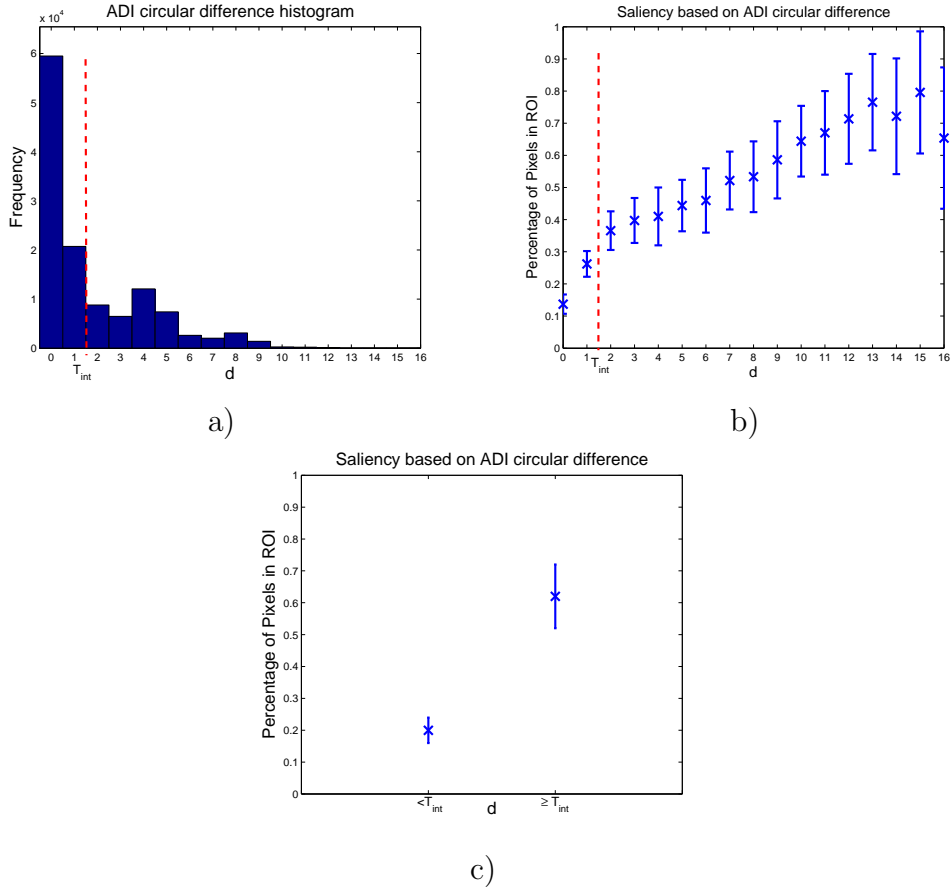 ADI circular difference histogram
x 10^4
6
5
4
3
2
1
0
Frequency
0 1 2 3 4 5 6 7 8 9 10 11 12 13 14 15 16
T_int
d
a)
Saliency based on ADI circular difference
1
0.9
0.8
0.7
0.6
0.5
0.4
0.3
0.2
0.1
0
Percentage of Pixels in ROI
0 1 2 3 4 5 6 7 8 9 10 11 12 13 14 15 16
T_int
d
b)
Saliency based on ADI circular difference
1
0.9
0.8
0.7
0.6
0.5
0.4
0.3
0.2
0.1
0
Percentage of Pixels in ROI
<T_int ≥ T_int
d
c)